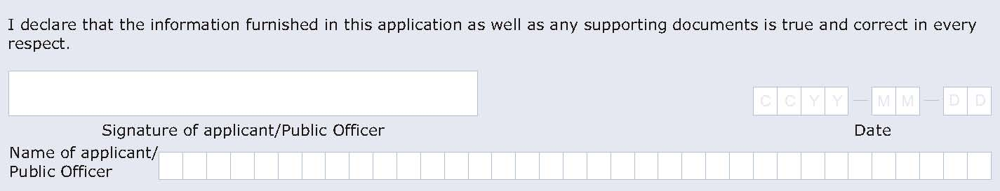 I declare that the information furnished in this application as well as any supporting documents is true and correct in every
respect.
C C Y Y — M M — D D
Signature of applicant/Public Officer
Date
Name of applicant/
Public Officer